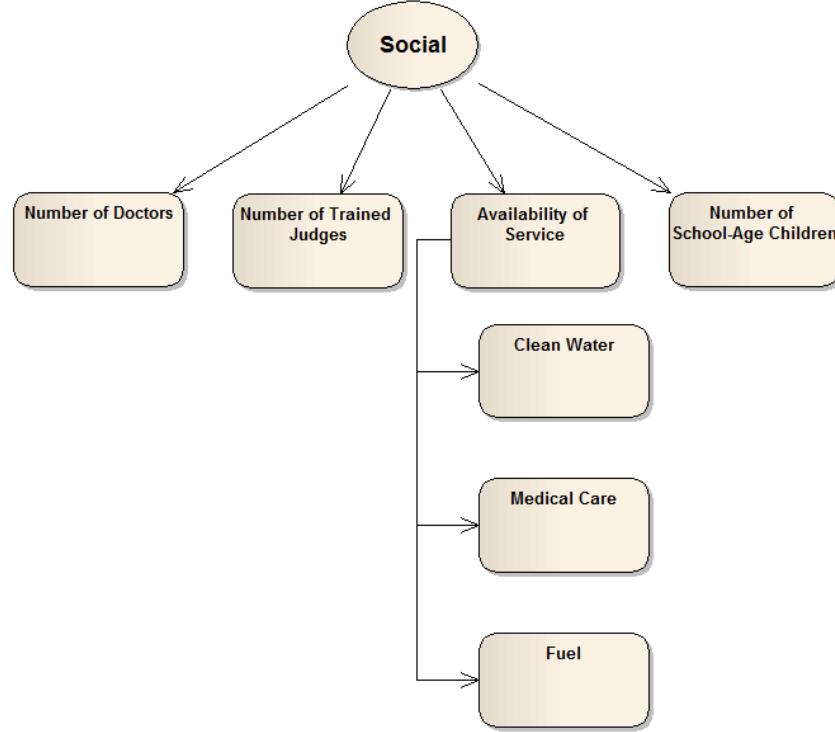 Social
Number of Doctors
Number of Trained
Judges
Availability of
Service
Number of
School-Age Children
Clean Water
Medical Care
Fuel